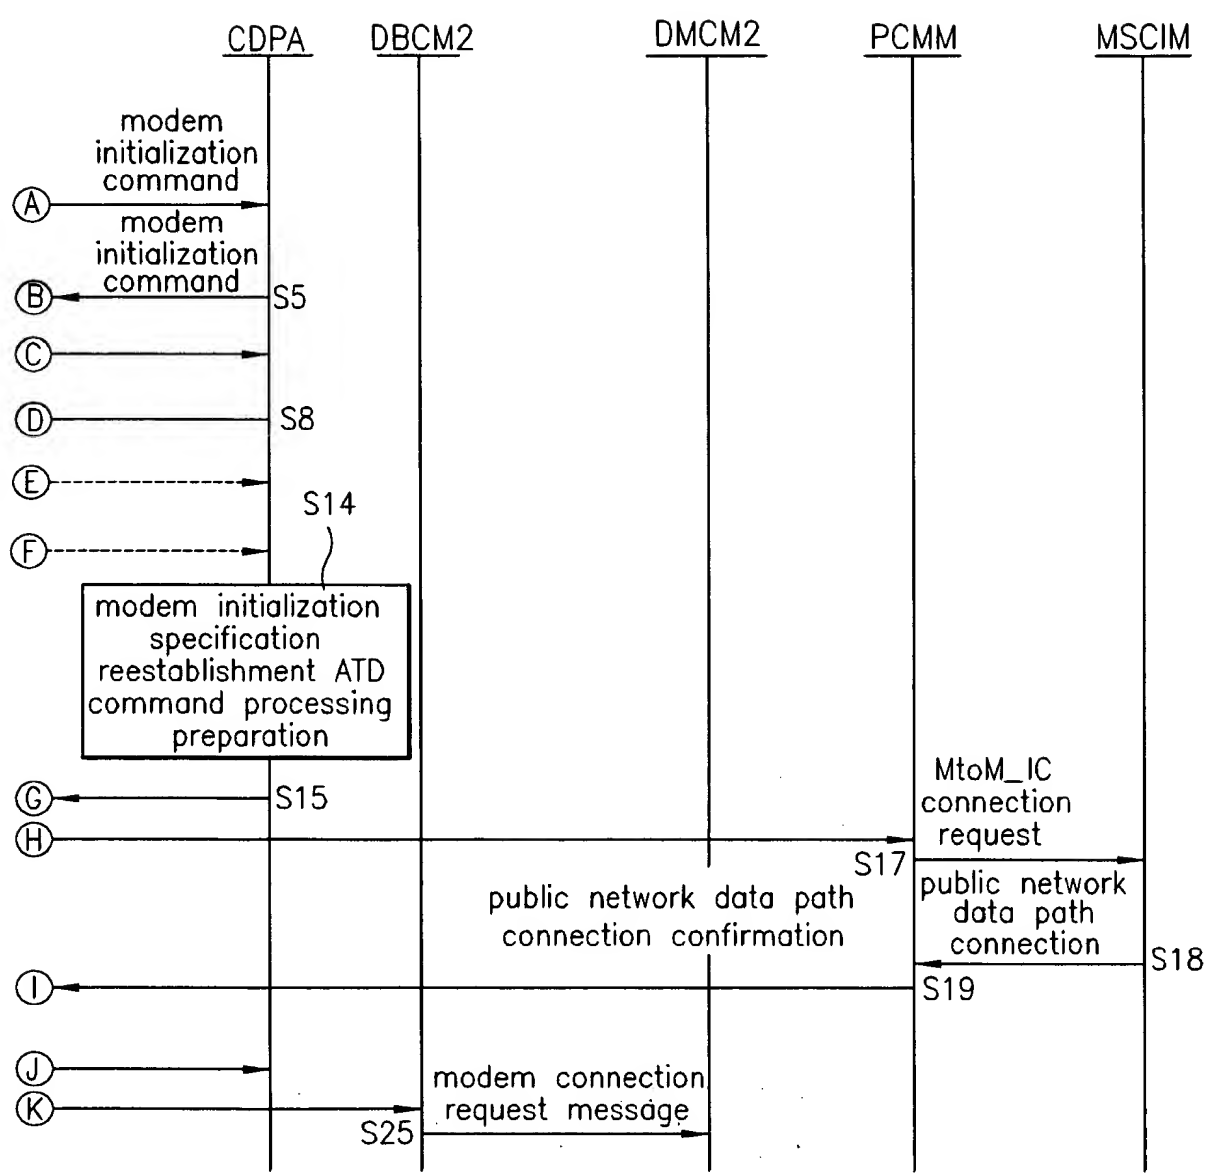 CDPA DBCM2 DMCM2 PCMM MSCIM
modem
initialization
command
A
modem
initialization
command
B S5
C
D S8
E
S14
F
modem initialization
specification
reestablishment ATD
command processing
preparation
MtoM_IC
connection
request
G S15
H
S17
public network
data path
connection
public network data path
connection confirmation
S18
I S19
J
modem connection
request message
K
S25